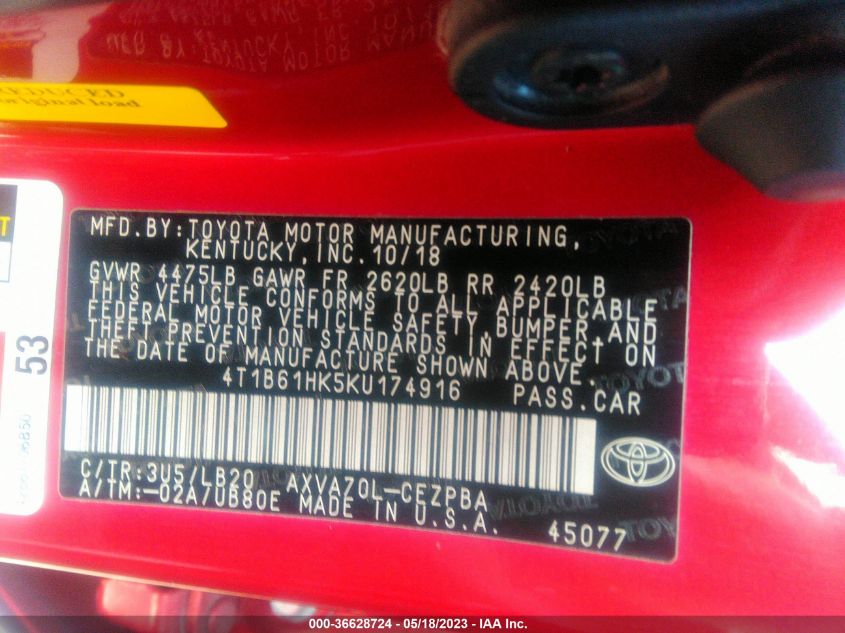 REDUCED
original load
MFD.BY:TOYOTA MOTOR MANUFACTURING,
KENTUCKY,INC.10/18
GVWR 4475LB GAWR FR 2620LB RR 2420LB
THIS VEHICLE CONFORMS TO ALL APPLICABLE
FEDERAL MOTOR VEHICLE SAFETY,BUMPER,AND
THEFT PREVENTION STANDARDS IN EFFECT ON
THE DATE OF MANUFACTURE SHOWN ABOVE.
4T1B61HK5KU174916 PASS.CAR
C/TR:3U5/LB20 AXVA70L-CEZPBA
A/TM:-02A/UB80E MADE IN U.S.A.
45077
53
000-36628724 - 05/18/2023 - IAA Inc.